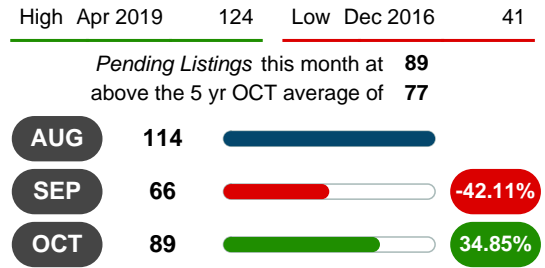 High Apr 2019 124 Low Dec 2016 41
Pending Listings this month at 89
above the 5 yr OCT average of 77
AUG 114
SEP 66 -42.11%
OCT 89 34.85%